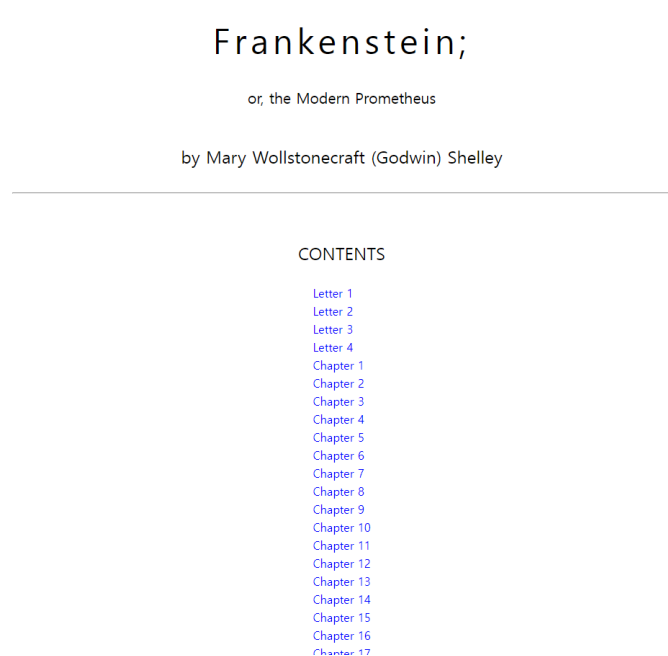 Frankenstein;
or, the Modern Prometheus
by Mary Wollstonecraft (Godwin) Shelley
CONTENTS
Letter 1
Letter 2
Letter 3
Letter 4
Chapter 1
Chapter 2
Chapter 3
Chapter 4
Chapter 5
Chapter 6
Chapter 7
Chapter 8
Chapter 9
Chapter 10
Chapter 11
Chapter 12
Chapter 13
Chapter 14
Chapter 15
Chapter 16
Chapter 17